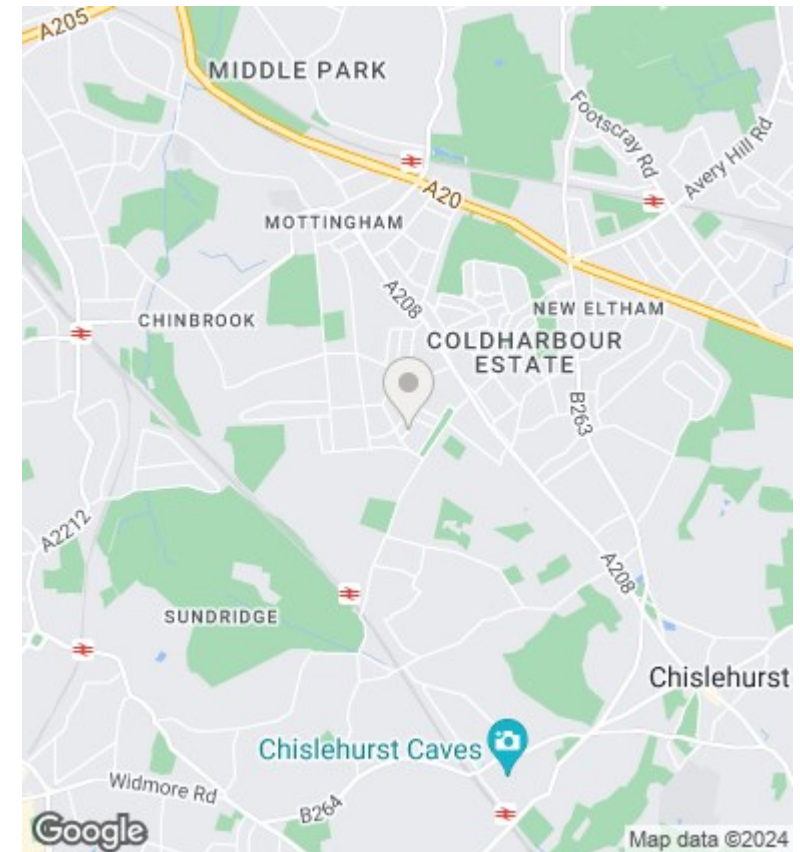 A205
MIDDLE PARK
Footscray Rd
Avery Hill Rd
A20
MOTTINGHAM
A208
NEW ELTHAM
CHINBROOK
COLDHARBOUR
ESTATE
B263
A2212
A208
SUNDRIDGE
Chislehurst
Chislehurst Caves
Widmore Rd
B264
Google
Map data ©2024